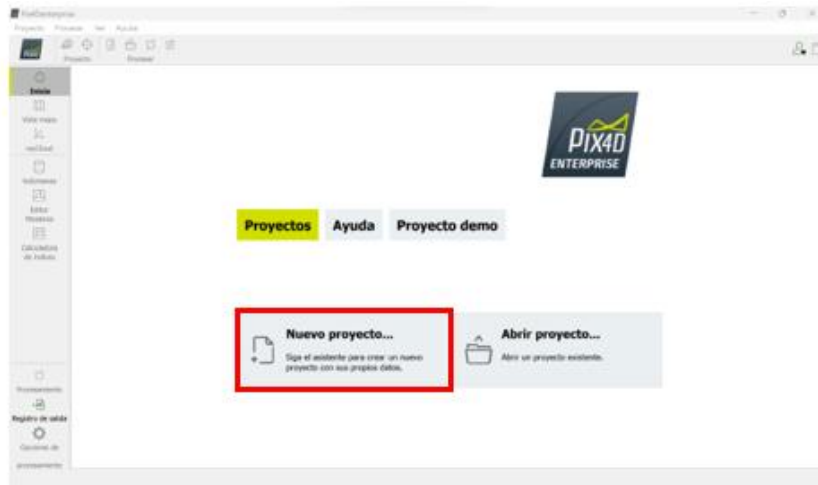 Pix4Denterprise
Proyecto Procesar Ver Ayuda
Proyecto
Procesar
Inicio
Vista mapa
rayCloud
Volúmenes
Editor
Mosaicos
Calculadora
de índices
PIX4D
ENTERPRISE
Proyectos
Ayuda
Proyecto demo
Nuevo proyecto...
Siga el asistente para crear un nuevo
proyecto con sus propios datos.
Abrir proyecto...
Abrir un proyecto existente.
Procesamiento
Registro de salida
Opciones de
procesamiento